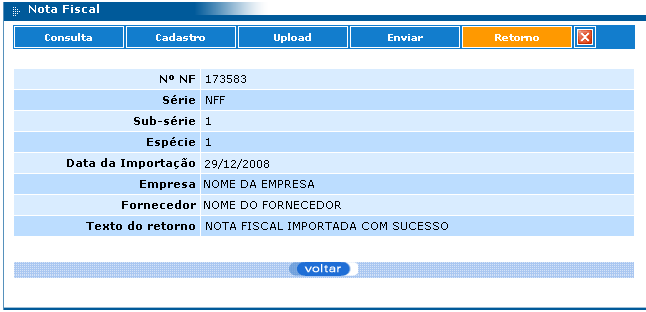 Nota Fiscal
Consulta Cadastro Upload Enviar Retorno
Nº NF 173583
Série NFF
Sub-série 1
Espécie 1
Data da Importação 29/12/2008
Empresa NOME DA EMPRESA
Fornecedor NOME DO FORNECEDOR
Texto do retorno NOTA FISCAL IMPORTADA COM SUCESSO
voltar